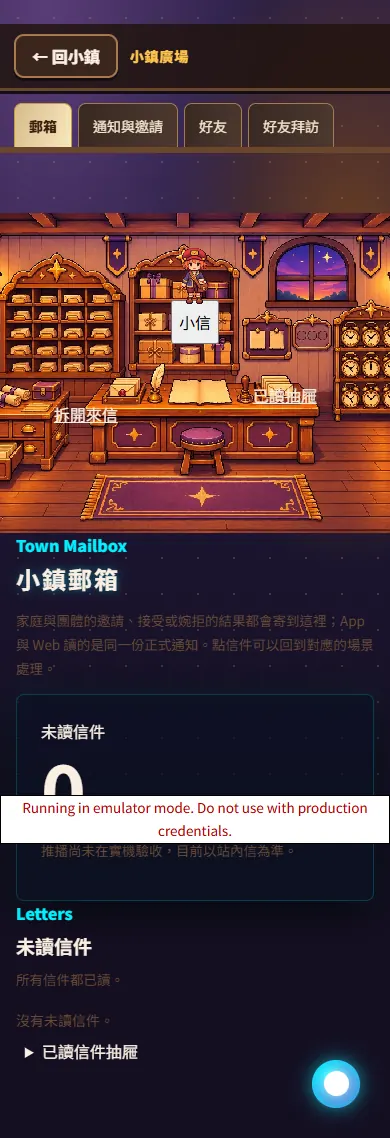 ← 回小鎮
小鎮廣場
郵箱
通知與邀請
好友
好友拜訪
小信
已讀抽屜
拆開來信
Town Mailbox
小鎮郵箱
家庭與團體的邀請、接受或婉拒的結果都會寄到這裡；App
與 Web 讀的是同一份正式通知。點信件可以回到對應的場景
處理。
未讀信件
0
Running in emulator mode. Do not use with production
credentials.
推播尚未在實機驗收，目前以站內信為準。
Letters
未讀信件
所有信件都已讀。
沒有未讀信件。
▶ 已讀信件抽屜